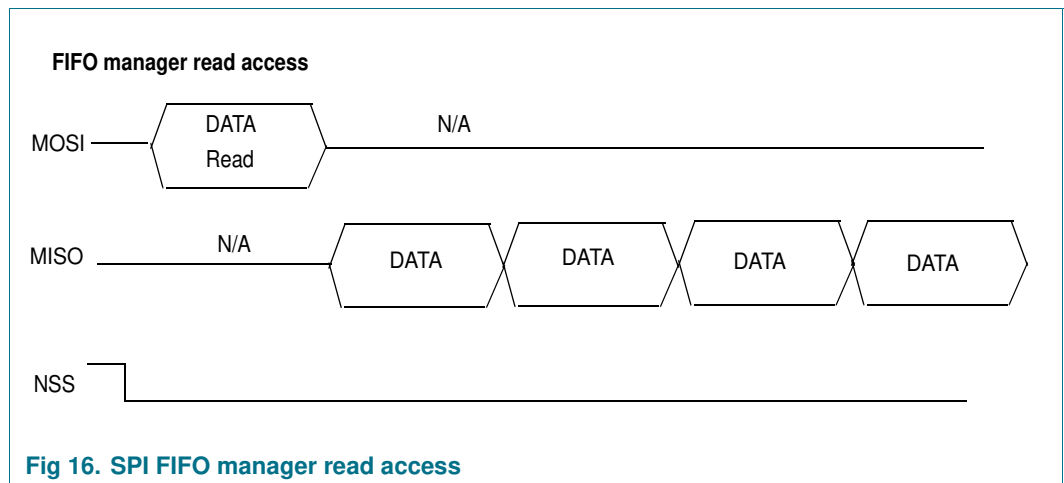 FIFO manager read access
MOSI
DATA
Read
N/A
MISO
N/A
DATA
DATA
DATA
DATA
NSS
Fig 16. SPI FIFO manager read access